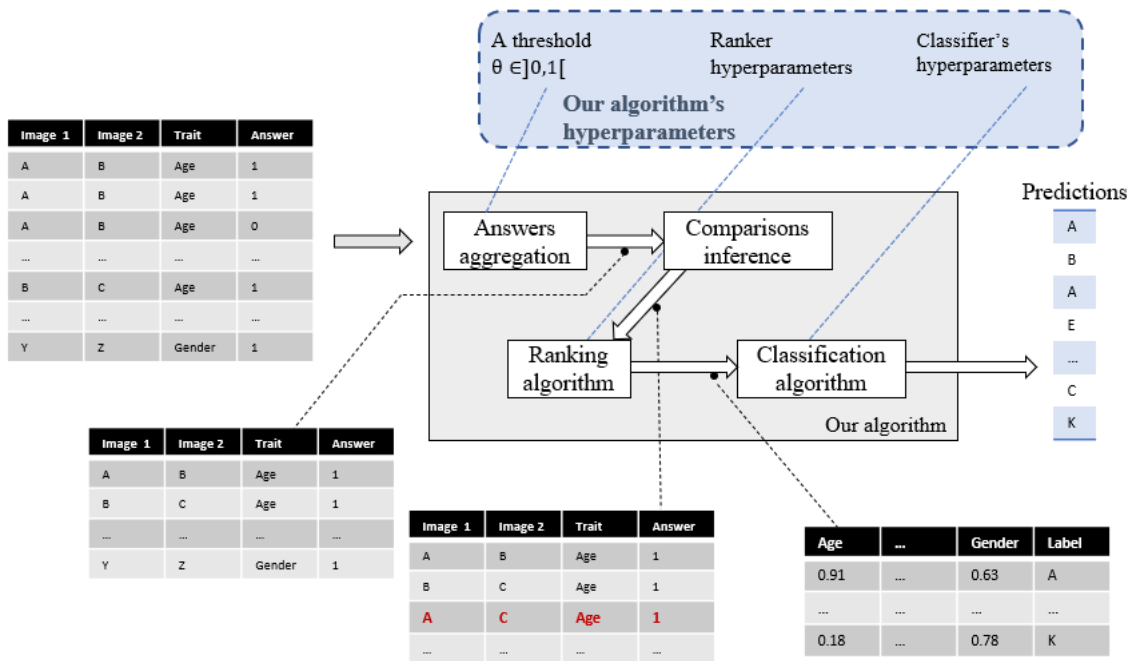 A threshold
θ ∈]0,1[
Ranker
hyperparameters
Classifier's
hyperparameters
Our algorithm's
hyperparameters
Image 1 Image 2 Trait Answer
A B Age 1
A B Age 1
A B Age 0
... ... ... ...
B C Age 1
... ... ... ...
Y Z Gender 1
Answers
aggregation
Comparisons
inference
Ranking
algorithm
Classification
algorithm
Our algorithm
Predictions
A
B
A
E
...
C
K
Image 1 Image 2 Trait Answer
A B Age 1
B C Age 1
... ... ... ...
Y Z Gender 1
Image 1 Image 2 Trait Answer
A B Age 1
B C Age 1
A C Age 1
... ... ... ...
Age ... Gender Label
0.91 ... 0.63 A
... ... ... ...
0.18 ... 0.78 K